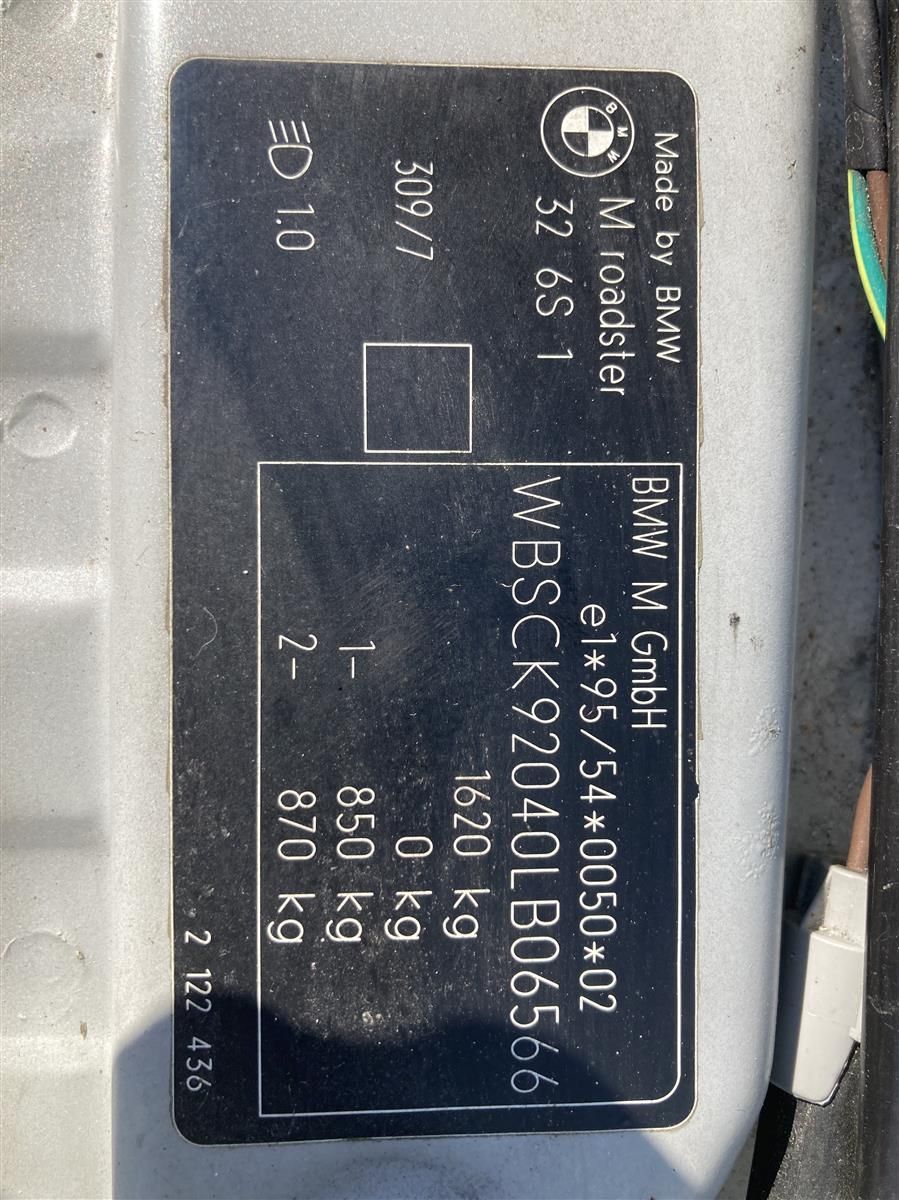 Made by BMW
BMW
M roadster
32 6S 1
309/7
1.0
BMW M GmbH
e1*95/54*0050*02
WBSCK92040LB06566
1620 kg
0 kg
1- 850 kg
2- 870 kg
2 122 436